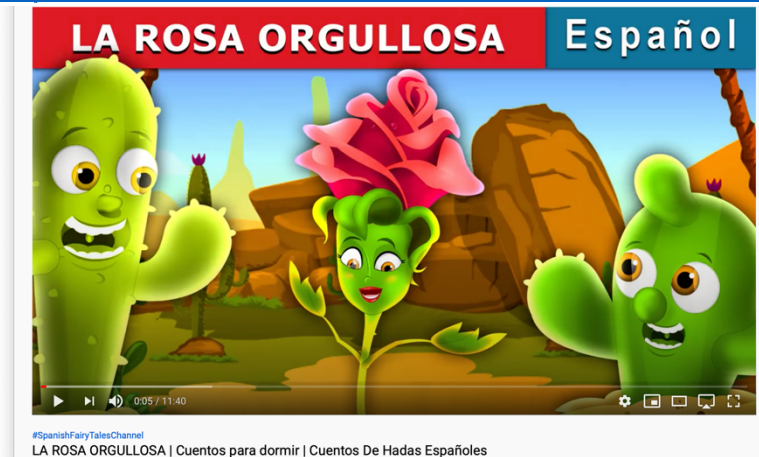 LA ROSA ORGULLOSA Español
0:05 / 11:40
#SpanishFairyTalesChannel
LA ROSA ORGULLOSA | Cuentos para dormir | Cuentos De Hadas Españoles